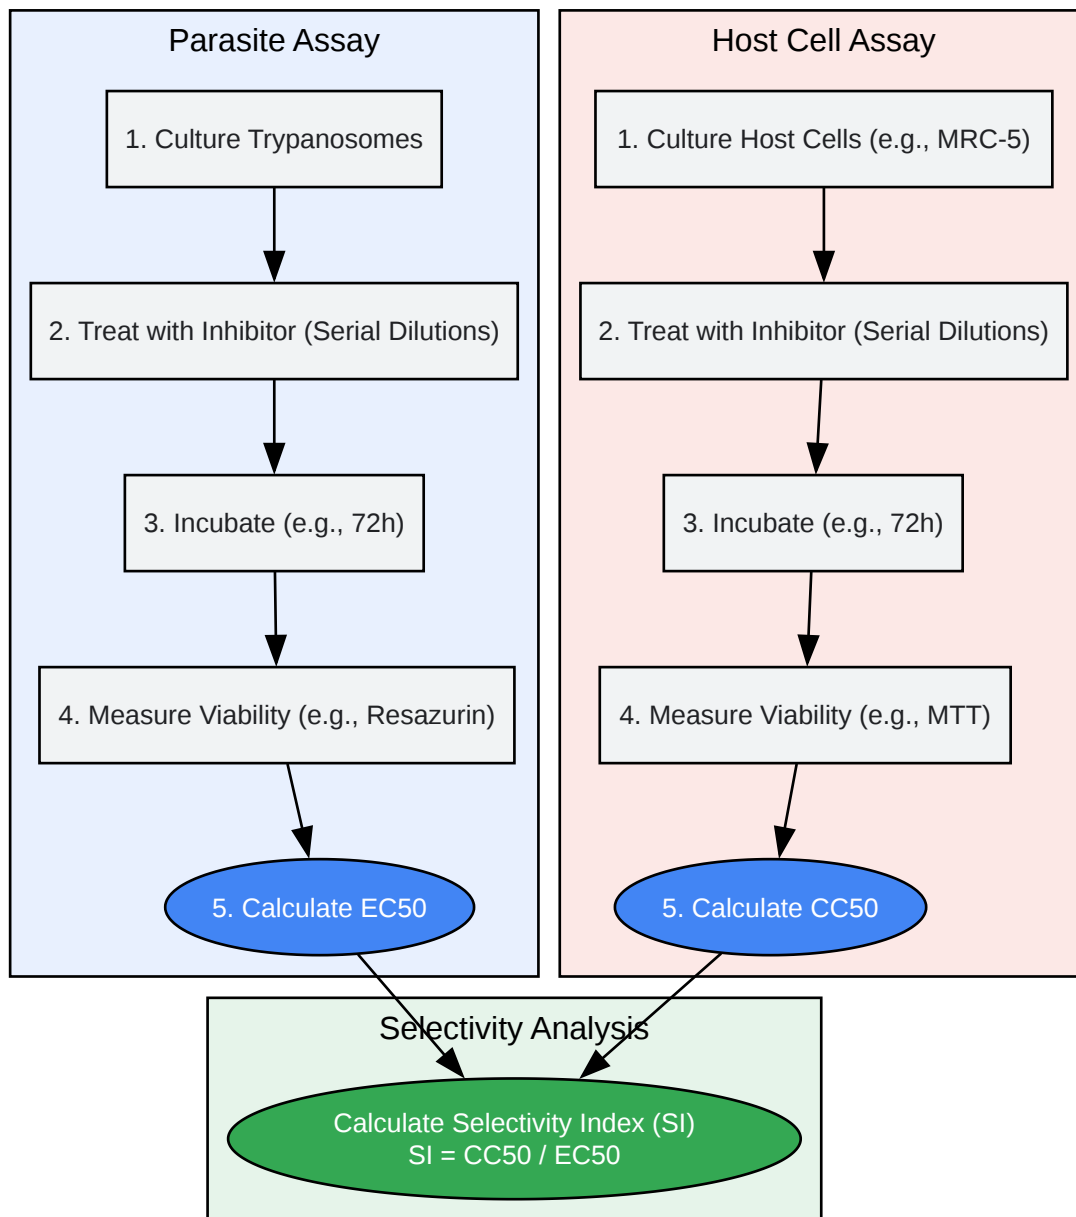 Parasite Assay
1. Culture Trypanosomes
2. Treat with Inhibitor (Serial Dilutions)
3. Incubate (e.g., 72h)
4. Measure Viability (e.g., Resazurin)
5. Calculate EC50
Host Cell Assay
1. Culture Host Cells (e.g., MRC-5)
2. Treat with Inhibitor (Serial Dilutions)
3. Incubate (e.g., 72h)
4. Measure Viability (e.g., MTT)
5. Calculate CC50
Selectivity Analysis
Calculate Selectivity Index (SI)
SI = CC50 / EC50